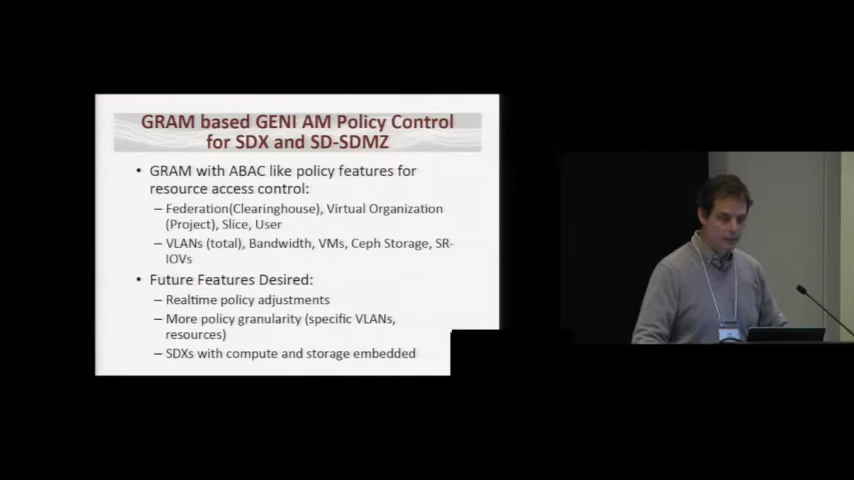 GRAM based GENI AM Policy Control
for SDX and SD-SDMZ
• GRAM with ABAC like policy features for
resource access control:
– Federation(Clearinghouse), Virtual Organization
(Project), Slice, User
– VLANs (total), Bandwidth, VMs, Ceph Storage, SR-
IOVs
• Future Features Desired:
– Realtime policy adjustments
– More policy granularity (specific VLANs,
resources)
– SDXs with compute and storage embedded